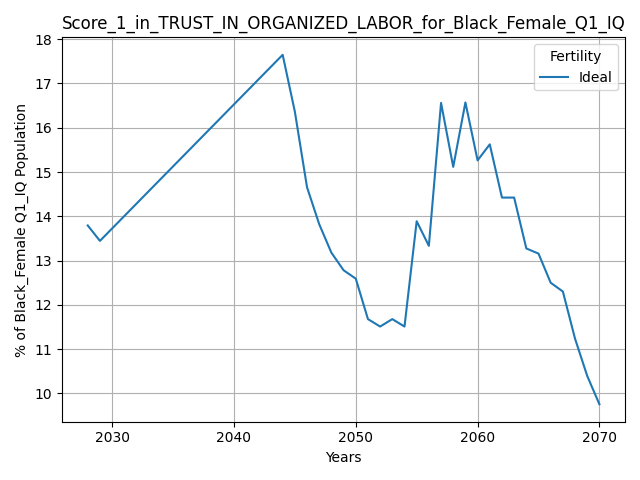 Score_1_in_TRUST_IN_ORGANIZED_LABOR_for_Black_Female_Q1_IQ
Fertility
Ideal
% of Black_Female Q1_IQ Population
18
17
16
15
14
13
12
11
10
2030 2040 2050 2060 2070
Years